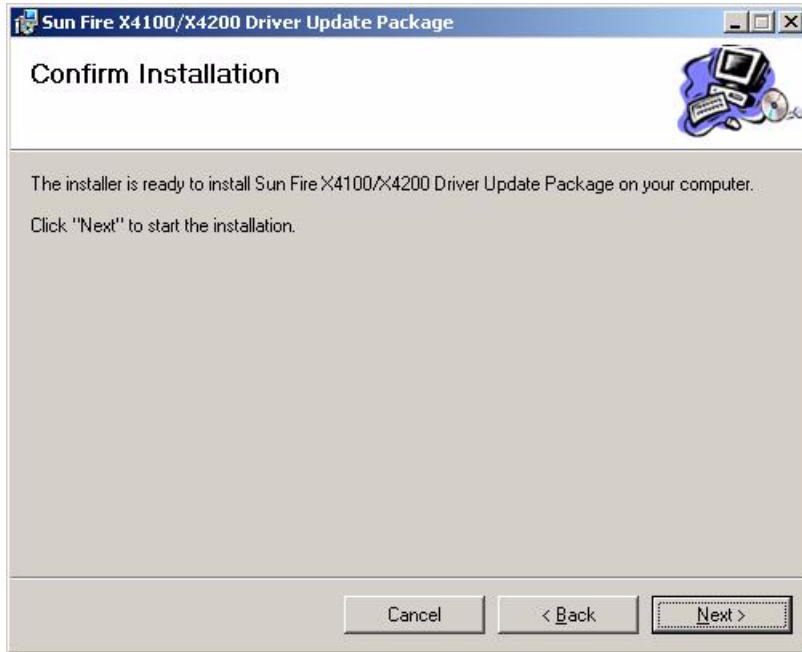 Sun Fire X4100/X4200 Driver Update Package
Confirm Installation
The installer is ready to install Sun Fire X4100/X4200 Driver Update Package on your computer.
Click "Next" to start the installation.
Cancel
< Back
Next >